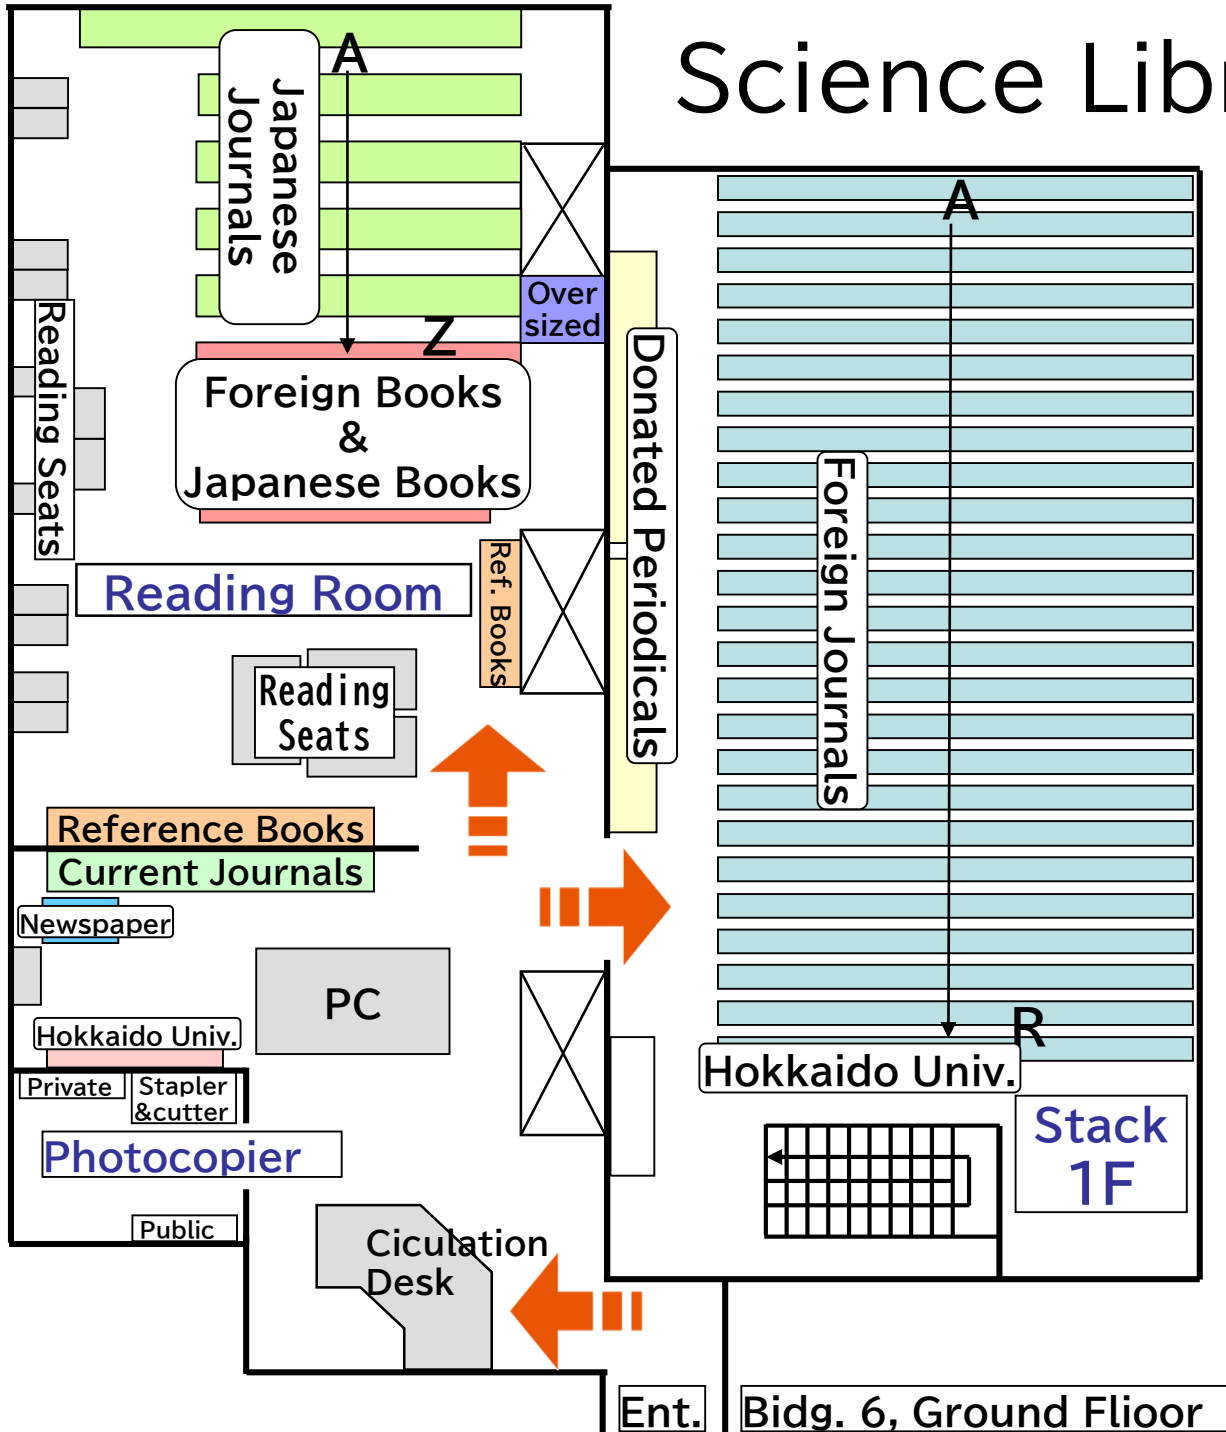 Science Libr
A
Japanese
Journals
Z
Over
sized
Foreign Books
&
Japanese Books
Reading Seats
Reading Room
Ref. Books
Reading
Seats
Reference Books
Current Journals
Newspaper
PC
Hokkaido Univ.
Private
Stapler
&cutter
Photocopier
Public
Ciculation
Desk
Donated Periodicals
A
Foreign Journals
R
Hokkaido Univ.
Stack
1F
Ent.
Bidg. 6, Ground Flioor